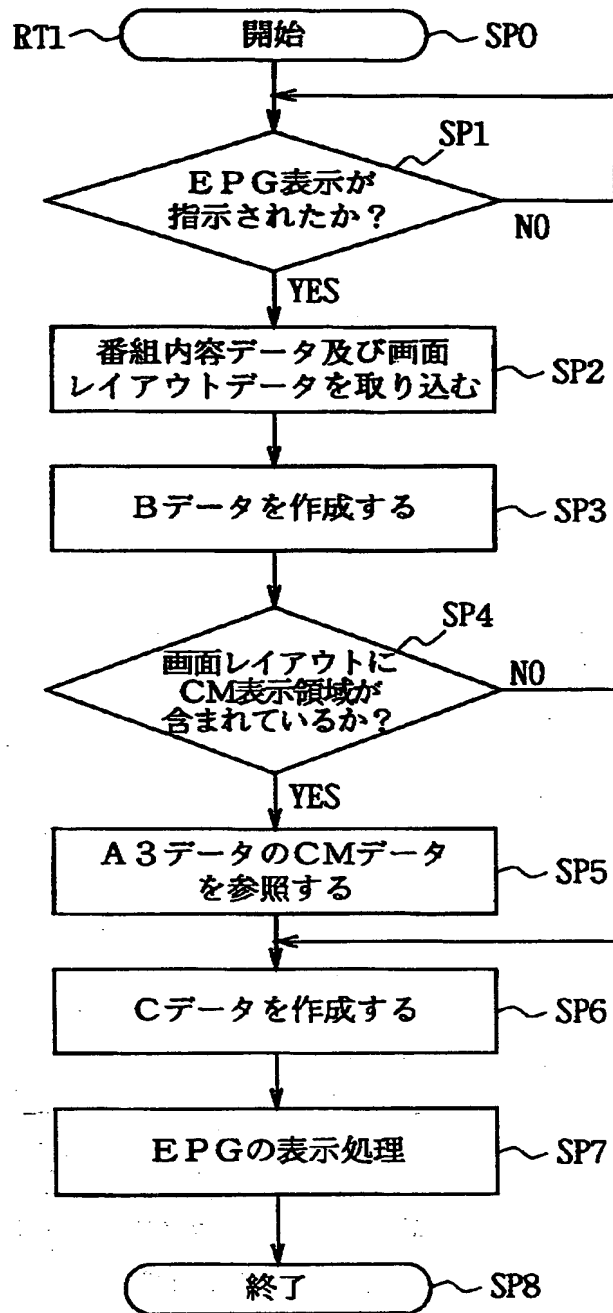 RT1 開始 SP0
SP1
EPG表示が
指示されたか?
NO
YES
番組内容データ及び画面
レイアウトデータを取り込む
SP2
Bデータを作成する SP3
SP4
画面レイアウトに
CM表示領域が
含まれているか?
NO
YES
A3データのCMデータ
を参照する
SP5
Cデータを作成する SP6
EPGの表示処理 SP7
終了 SP8